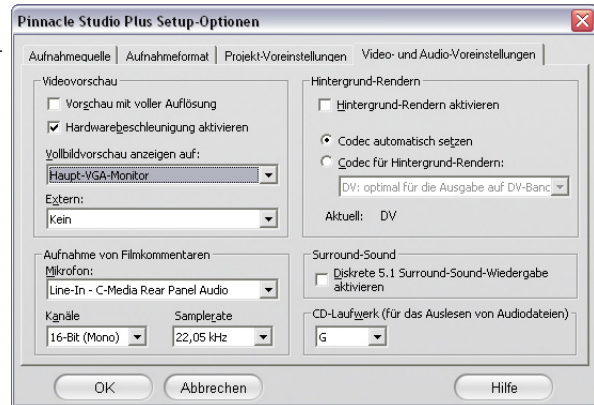 Pinnacle Studio Plus Setup-Optionen
Aufnahmequelle
Aufnahmeformat
Projekt-Voreinstellungen
Video- und Audio-Voreinstellungen
Videovorschau
Vorschau mit voller Auflösung
Hardwarebeschleunigung aktivieren
Vollbildvorschau anzeigen auf:
Haupt-VGA-Monitor
Extern:
Kein
Hintergrund-Rendern
Hintergrund-Rendern aktivieren
Codec automatisch setzen
Codec für Hintergrund-Rendern:
DV: optimal für die Ausgabe auf DV-Banc
Aktuell: DV
Aufnahme von Filmkommentaren
Mikrofon:
Line-In - C-Media Rear Panel Audio
Kanäle
Samplerate
16-Bit (Mono)
22,05 kHz
Surround-Sound
Diskrete 5.1 Surround-Sound-Wiedergabe
aktivieren
CD-Laufwerk (für das Auslesen von Audiodateien)
G
OK
Abbrechen
Hilfe